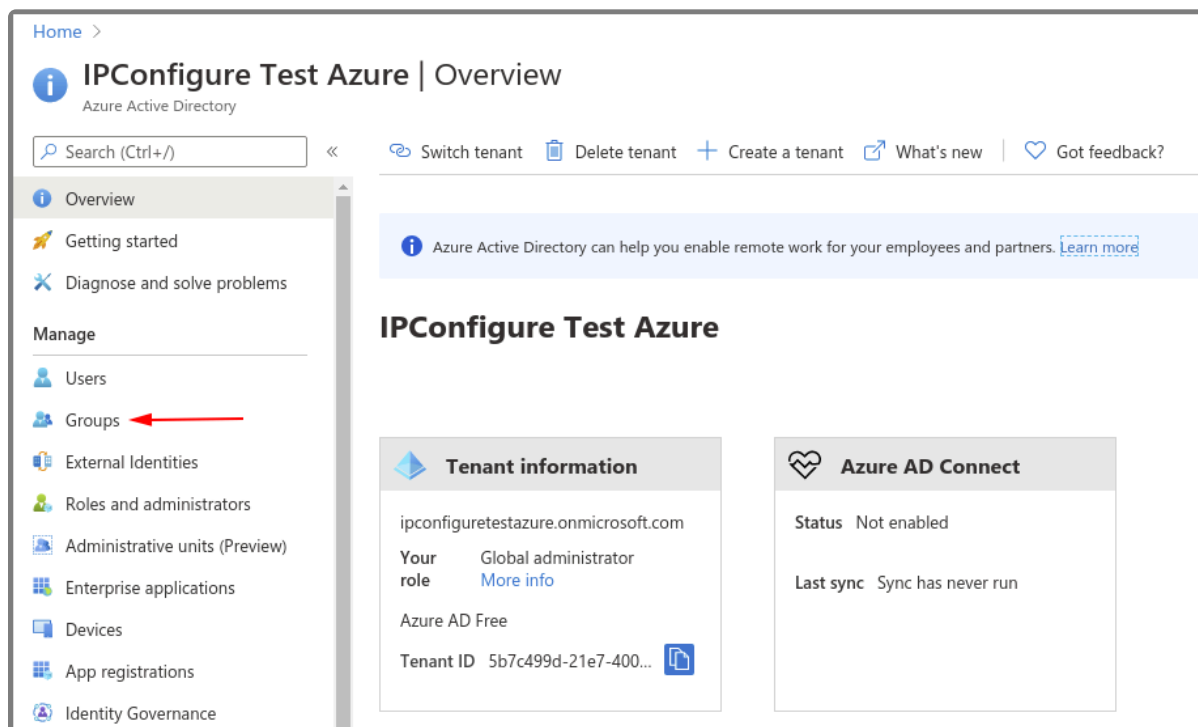 Home >
IPConfigure Test Azure | Overview
Azure Active Directory
Search (Ctrl+/)
«
Switch tenant
Delete tenant
Create a tenant
What's new
Got feedback?
Overview
Getting started
Diagnose and solve problems
Manage
Users
Groups
External Identities
Roles and administrators
Administrative units (Preview)
Enterprise applications
Devices
App registrations
Identity Governance
Azure Active Directory can help you enable remote work for your employees and partners. Learn more
IPConfigure Test Azure
Tenant information
ipconfiguretestazure.onmicrosoft.com
Your role Global administrator
More info
Azure AD Free
Tenant ID 5b7c499d-21e7-400...
Azure AD Connect
Status Not enabled
Last sync Sync has never run